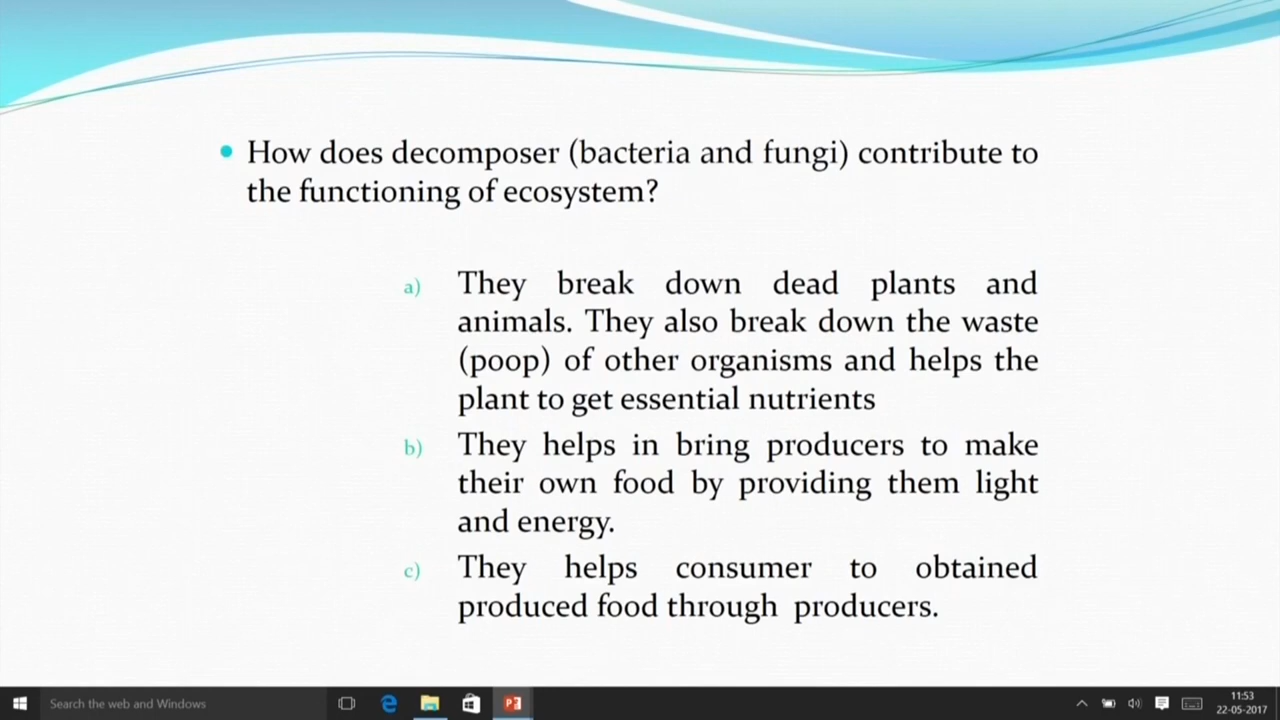 • How does decomposer (bacteria and fungi) contribute to
the functioning of ecosystem?
a) They break down dead plants and
animals. They also break down the waste
(poop) of other organisms and helps the
plant to get essential nutrients
b) They helps in bring producers to make
their own food by providing them light
and energy.
c) They helps consumer to obtained
produced food through producers.
Search the web and Windows
11:53
22-05-2017